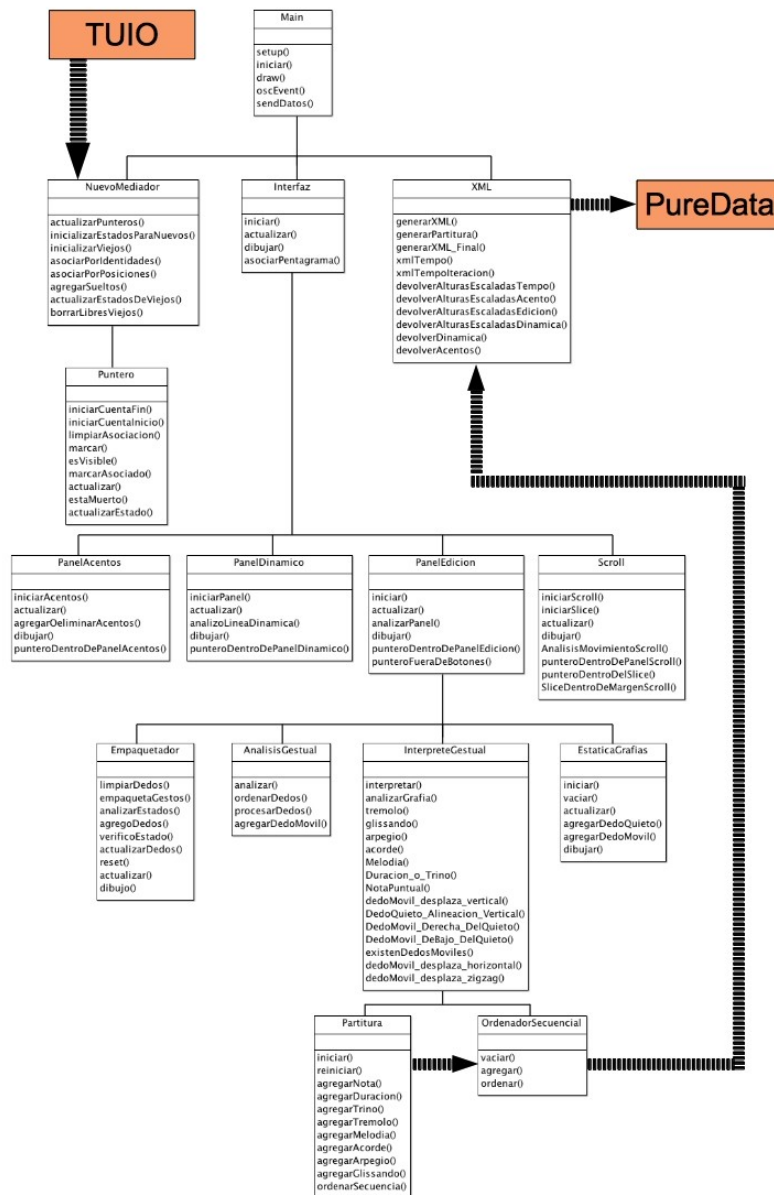 TUIO
Main
setup()
iniciar()
draw()
oscEvent()
sendDatos()
NuevoMediador
actualizarPunteros()
inicializarEstadosParaNuevos()
inicializarViejos()
asociarPorIdentidades()
asociarPorPosiciones()
agregarSueltos()
actualizarEstadosDeViejos()
borrarLibresViejos()
Interfaz
iniciar()
actualizar()
dibujar()
asociarPentagrama()
XML
generarXML()
generarPartitura()
generarXML_Final()
xmlTempo()
xmlTempoIteracion()
devolverAlturasEscaladasTempo()
devolverAlturasEscaladasAcento()
devolverAlturasEscaladasEdicion()
devolverAlturasEscaladasDinamica()
devolverDinamica()
devolverAcentos()
PureData
Puntero
iniciarCuentaFin()
iniciarCuentaInicio()
limpiarAsociacion()
marcar()
esVisible()
marcarAsociado()
actualizar()
estaMuerto()
actualizarEstado()
PanelAcentos
iniciarAcentos()
actualizar()
agregarOeliminarAcentos()
dibujar()
punteroDentroDePanelAcentos()
PanelDinamico
iniciarPanel()
actualizar()
analizoLineaDinamica()
dibujar()
punteroDentroDePanelDinamico()
PanelEdicion
iniciar()
actualizar()
analizarPanel()
dibujar()
punteroDentroDePanelEdicion()
punteroFueraDeBotones()
Scroll
iniciarScroll()
iniciarSlice()
actualizar()
dibujar()
AnalisisMovimientoScroll()
punteroDentroDePanelScroll()
punteroDentroDelSlice()
SliceDentroDeMargenScroll()
Empaquetador
limpiarDedos()
empaquetaGestos()
analizarEstados()
agregoDedos()
verificoEstado()
actualizarDedos()
reset()
actualizar()
dibujo()
AnalisisGestual
analizar()
ordenarDedos()
procesarDedos()
agregarDedoMovil()
InterpreteGestual
interpretar()
analizarGrafia()
tremolo()
glissando()
arpegio()
acorde()
Melodia()
Duracion_o_Trino()
NotaPuntual()
dedoMovil_desplaza_vertical()
DedoQuieto_Alineacion_Vertical()
DedoMovil_Derecha_DelQuieto()
DedoMovil_DeBajo_DelQuieto()
existenDedosMoviles()
dedoMovil_desplaza_horizontal()
dedoMovil_desplaza_zigzag()
EstaticaGrafias
iniciar()
vaciar()
actualizar()
agregarDedoQuieto()
agregarDedoMovil()
dibujar()
Partitura
iniciar()
reiniciar()
agregarNota()
agregarDuracion()
agregarTrino()
agregarTremolo()
agregarMelodia()
agregarAcorde()
agregarArpegio()
agregarGlissando()
ordenarSecuencia()
OrdenadorSecuencial
vaciar()
agregar()
ordenar()